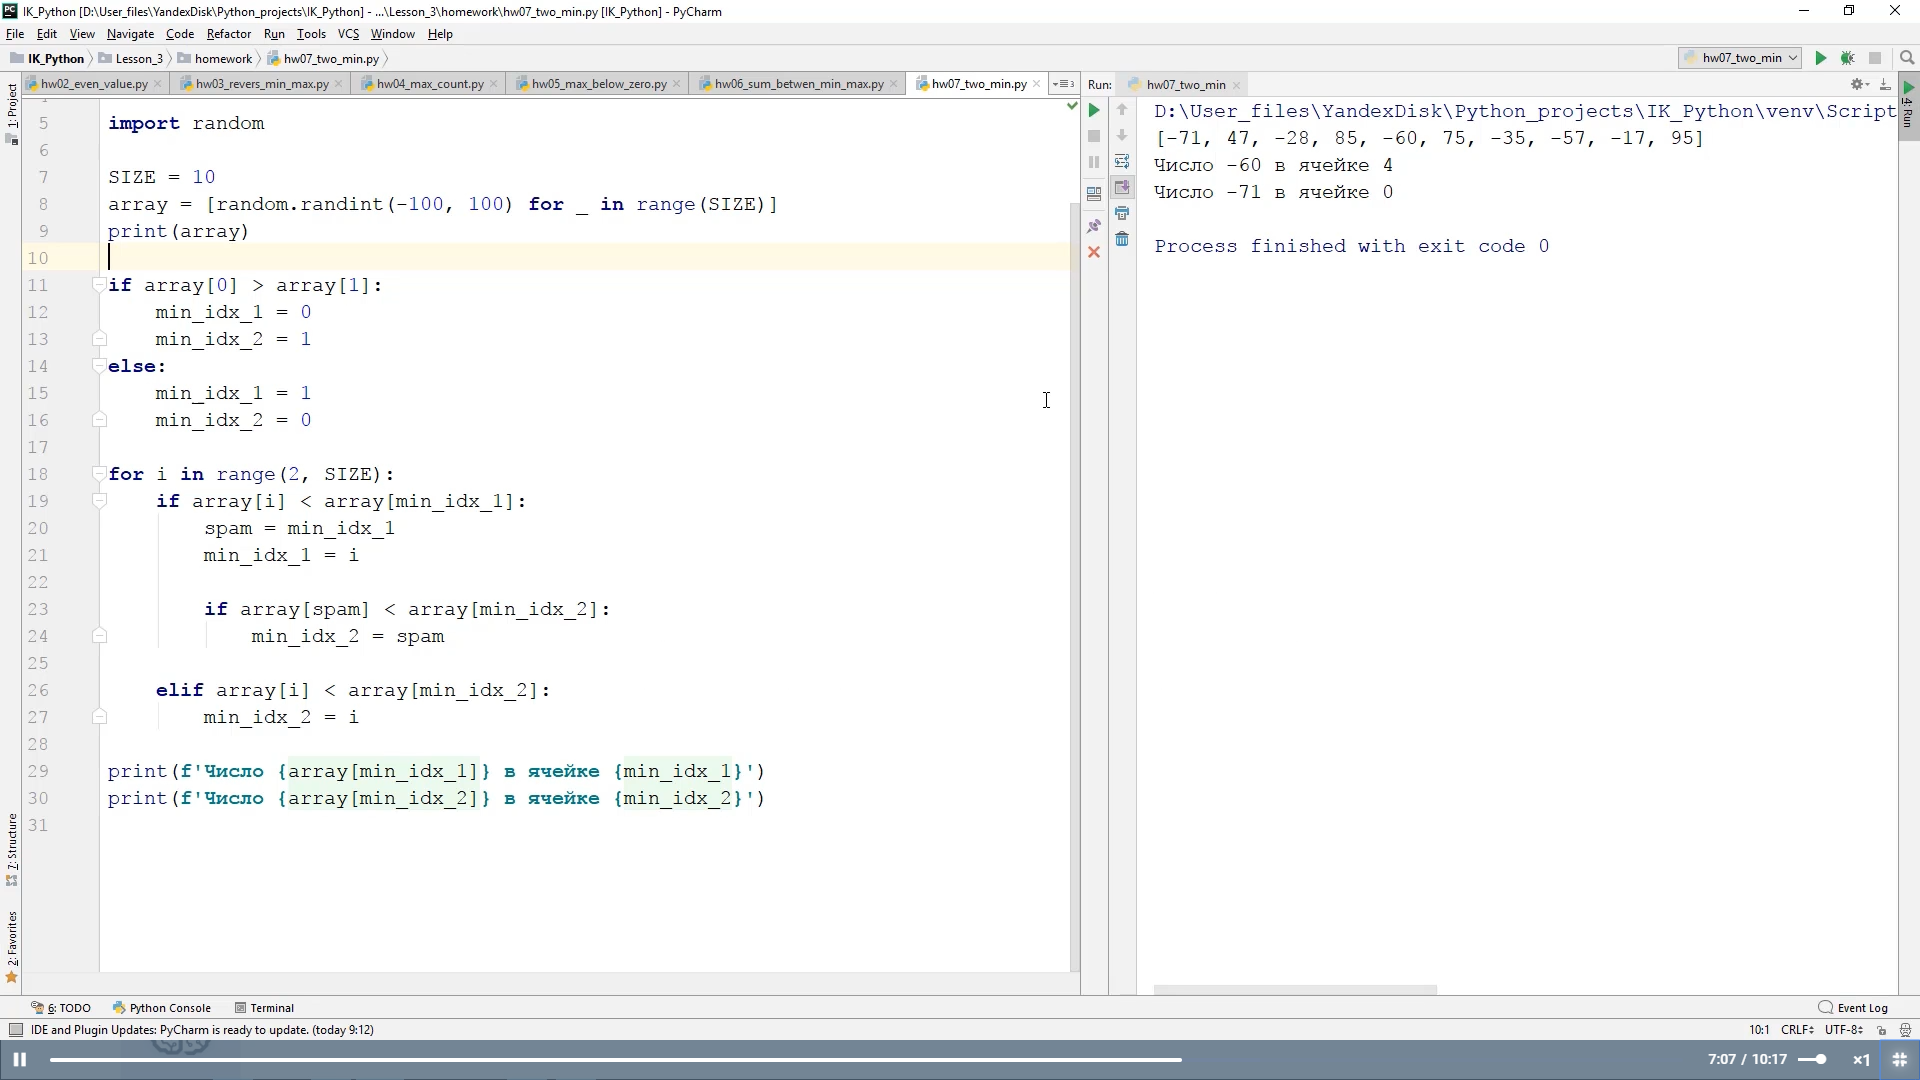 IK_Python [D:\User_files\YandexDisk\Python_projects\IK_Python] - ...\Lesson_3\homework\hw07_two_min.py [IK_Python] - PyCharm
File Edit View Navigate Code Refactor Run Tools VCS Window Help
IK_Python Lesson_3 homework hw07_two_min.py hw07_two_min
hw02_even_value.py hw03_revers_min_max.py hw04_max_count.py hw05_max_below_zero.py hw06_sum_betwen_min_max.py hw07_two_min.py
1: Project
7: Structure
2: Favorites
5 import random
6
7 SIZE = 10
8 array = [random.randint(-100, 100) for _ in range(SIZE)]
9 print(array)
10
11 if array[0] > array[1]:
12 min_idx_1 = 0
13 min_idx_2 = 1
14 else:
15 min_idx_1 = 1
16 min_idx_2 = 0
17
18 for i in range(2, SIZE):
19 if array[i] < array[min_idx_1]:
20 spam = min_idx_1
21 min_idx_1 = i
22
23 if array[spam] < array[min_idx_2]:
24 min_idx_2 = spam
25
26 elif array[i] < array[min_idx_2]:
27 min_idx_2 = i
28
29 print(f'Число {array[min_idx_1]} в ячейке {min_idx_1}')
30 print(f'Число {array[min_idx_2]} в ячейке {min_idx_2}')
31
Run: hw07_two_min
D:\User_files\YandexDisk\Python_projects\IK_Python\venv\Script
[-71, 47, -28, 85, -60, 75, -35, -57, -17, 95]
Число -60 в ячейке 4
Число -71 в ячейке 0
Process finished with exit code 0
4: Run
6: TODO Python Console Terminal Event Log
IDE and Plugin Updates: PyCharm is ready to update. (today 9:12) 10:1 CRLF UTF-8
7:07 / 10:17 ×1